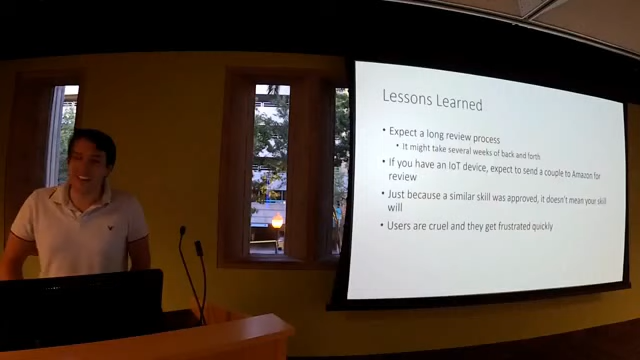 Lessons Learned
• Expect a long review process
• It might take several weeks of back and forth
• If you have an IoT device, expect to send a couple to Amazon for
review
• Just because a similar skill was approved, it doesn't mean your skill
will
• Users are cruel and they get frustrated quickly